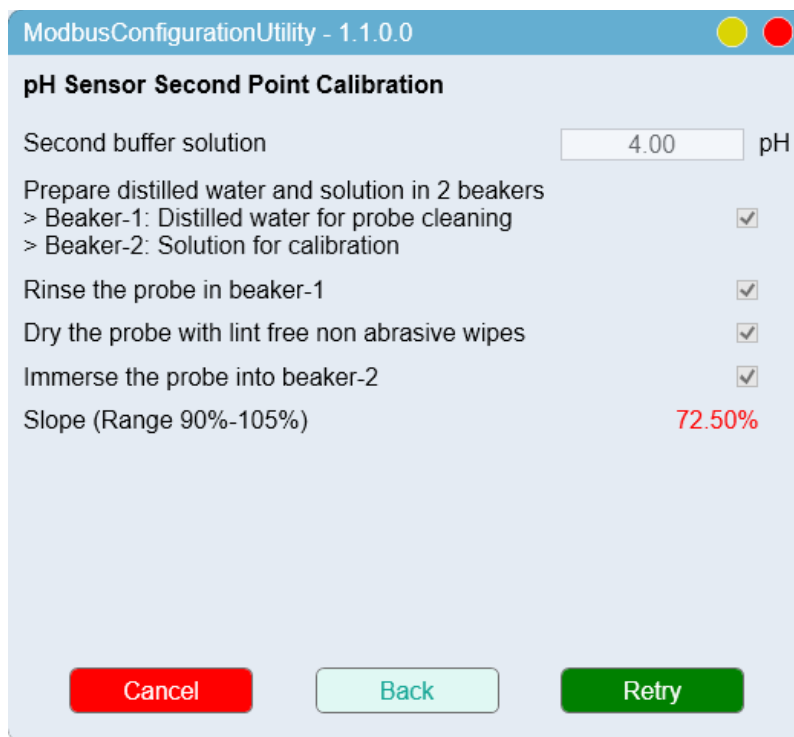 ModbusConfigurationUtility - 1.1.0.0
pH Sensor Second Point Calibration
Second buffer solution 4.00 pH
Prepare distilled water and solution in 2 beakers
> Beaker-1: Distilled water for probe cleaning
> Beaker-2: Solution for calibration
Rinse the probe in beaker-1
Dry the probe with lint free non abrasive wipes
Immerse the probe into beaker-2
Slope (Range 90%-105%) 72.50%
Cancel Back Retry